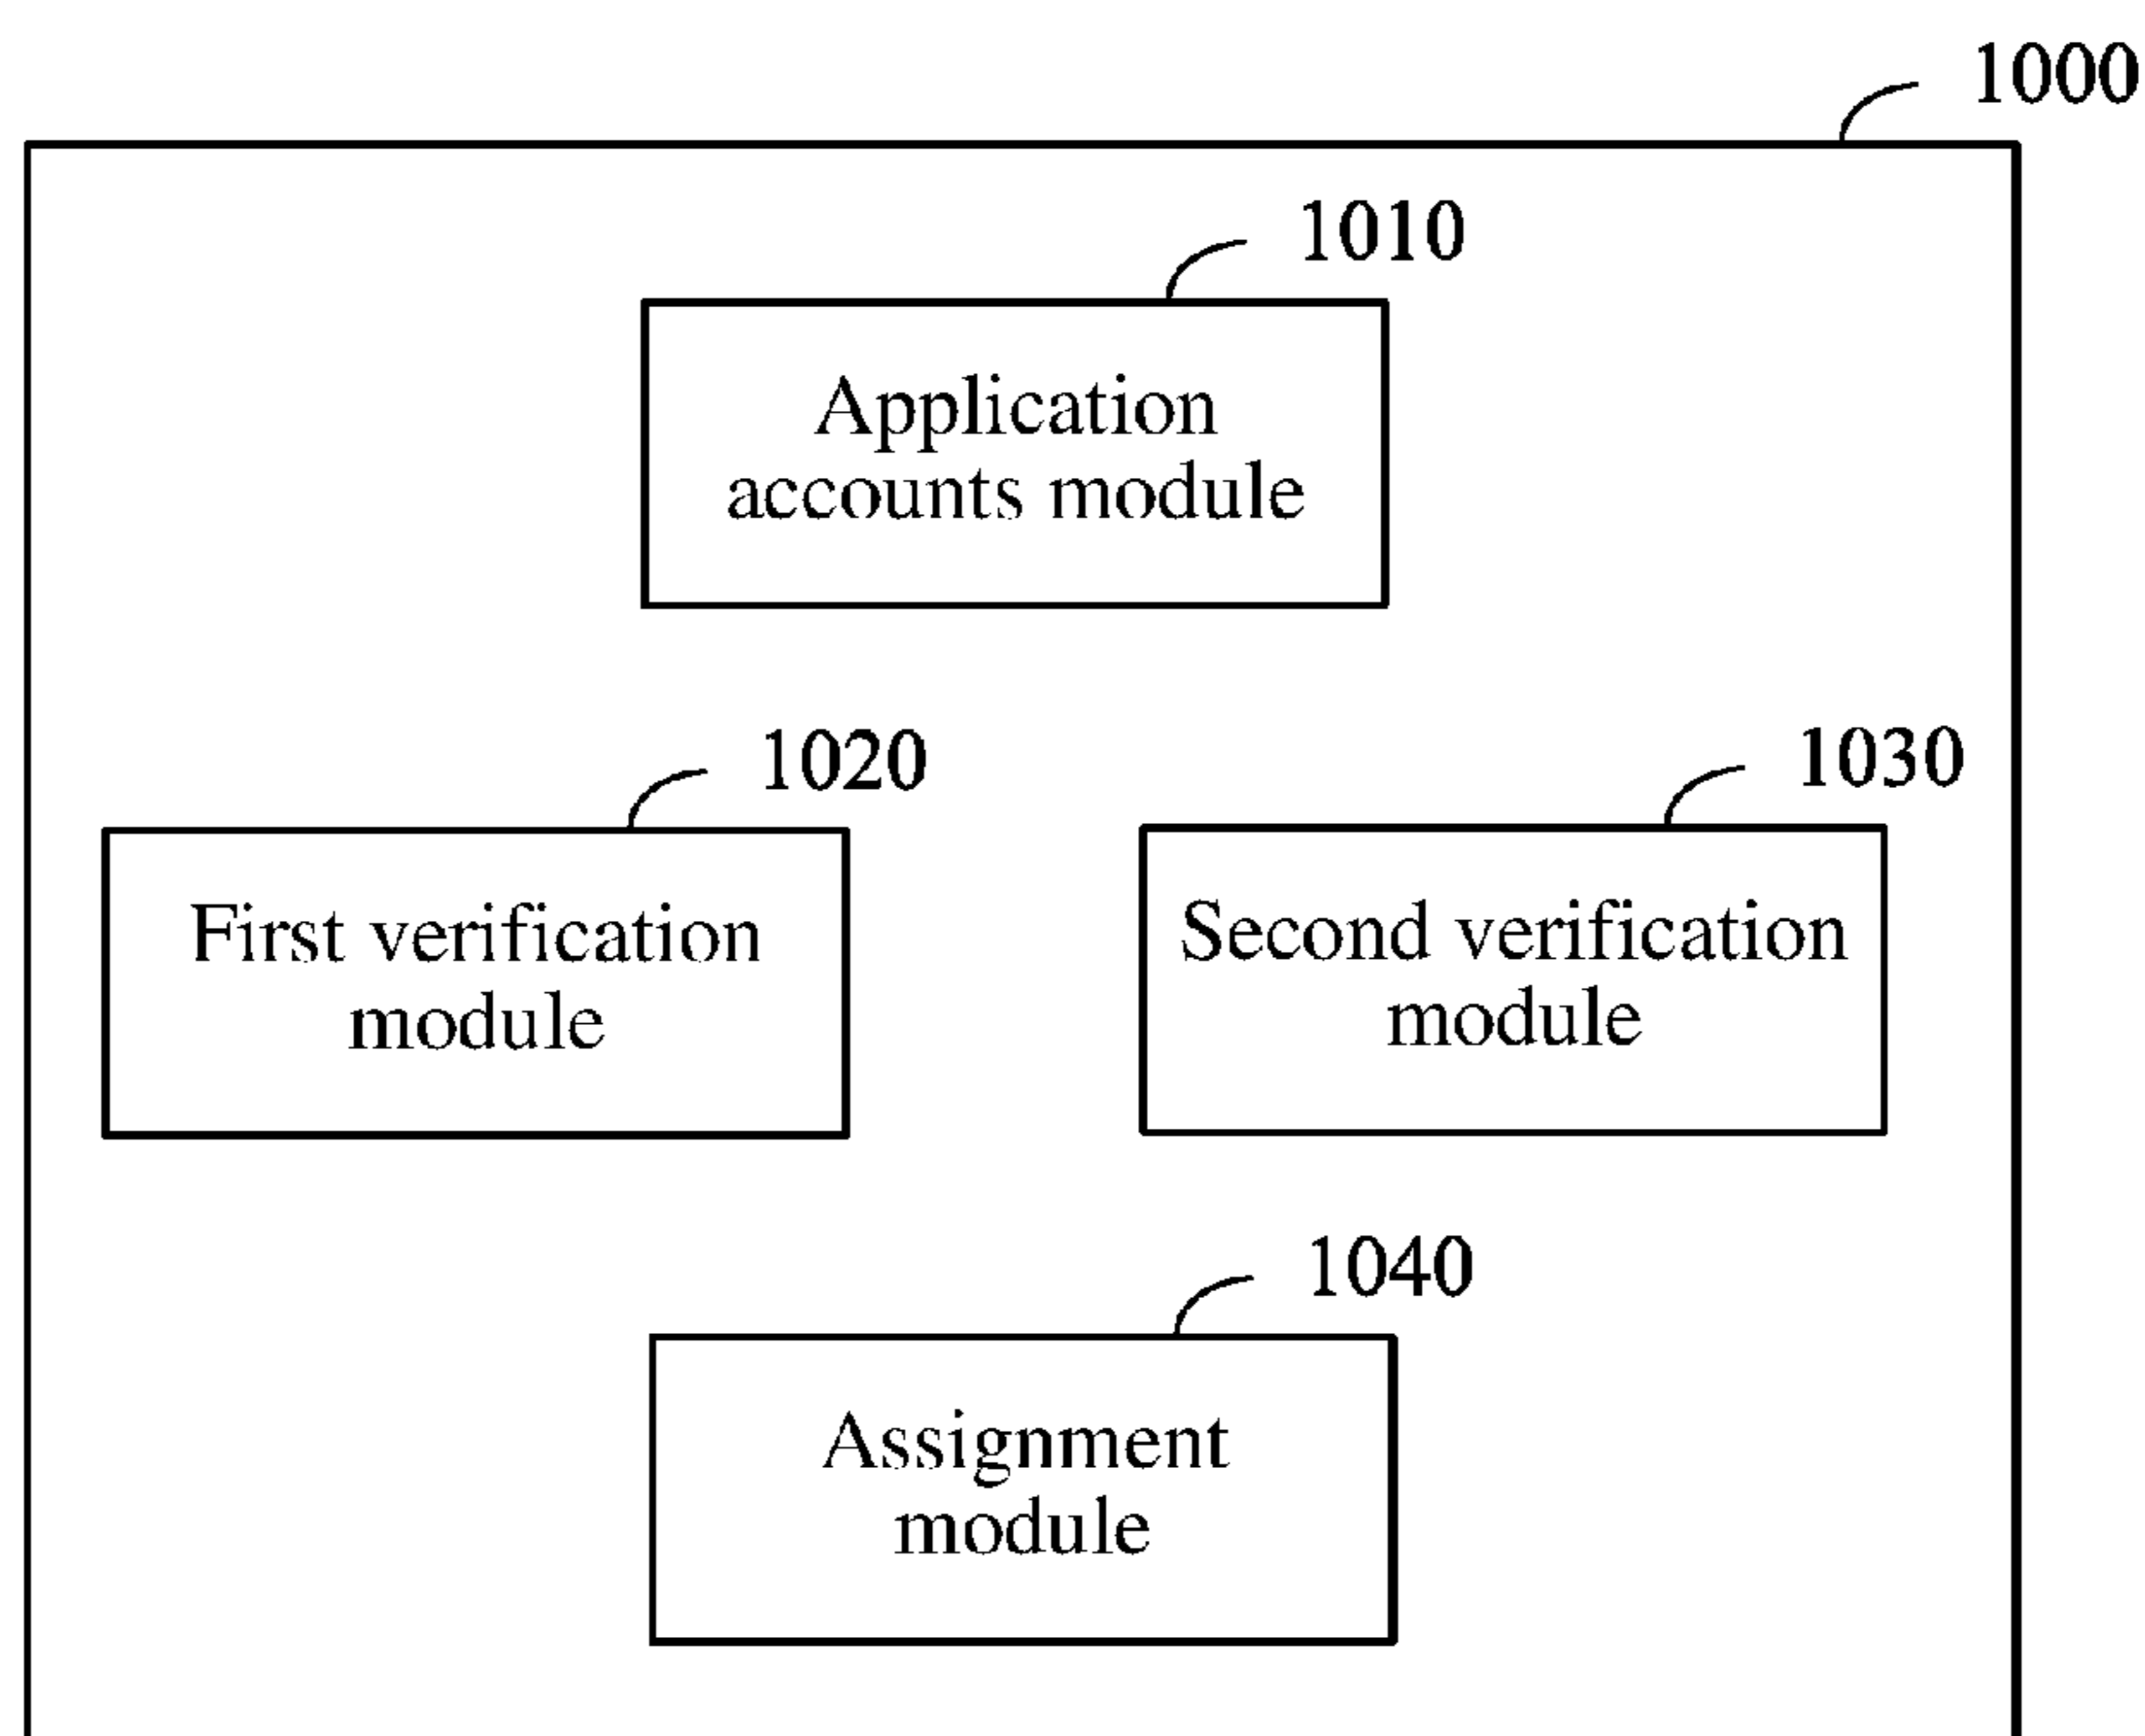 1000
1010
Application
accounts module
1020
1030
First verification
module
Second verification
module
1040
Assignment
module